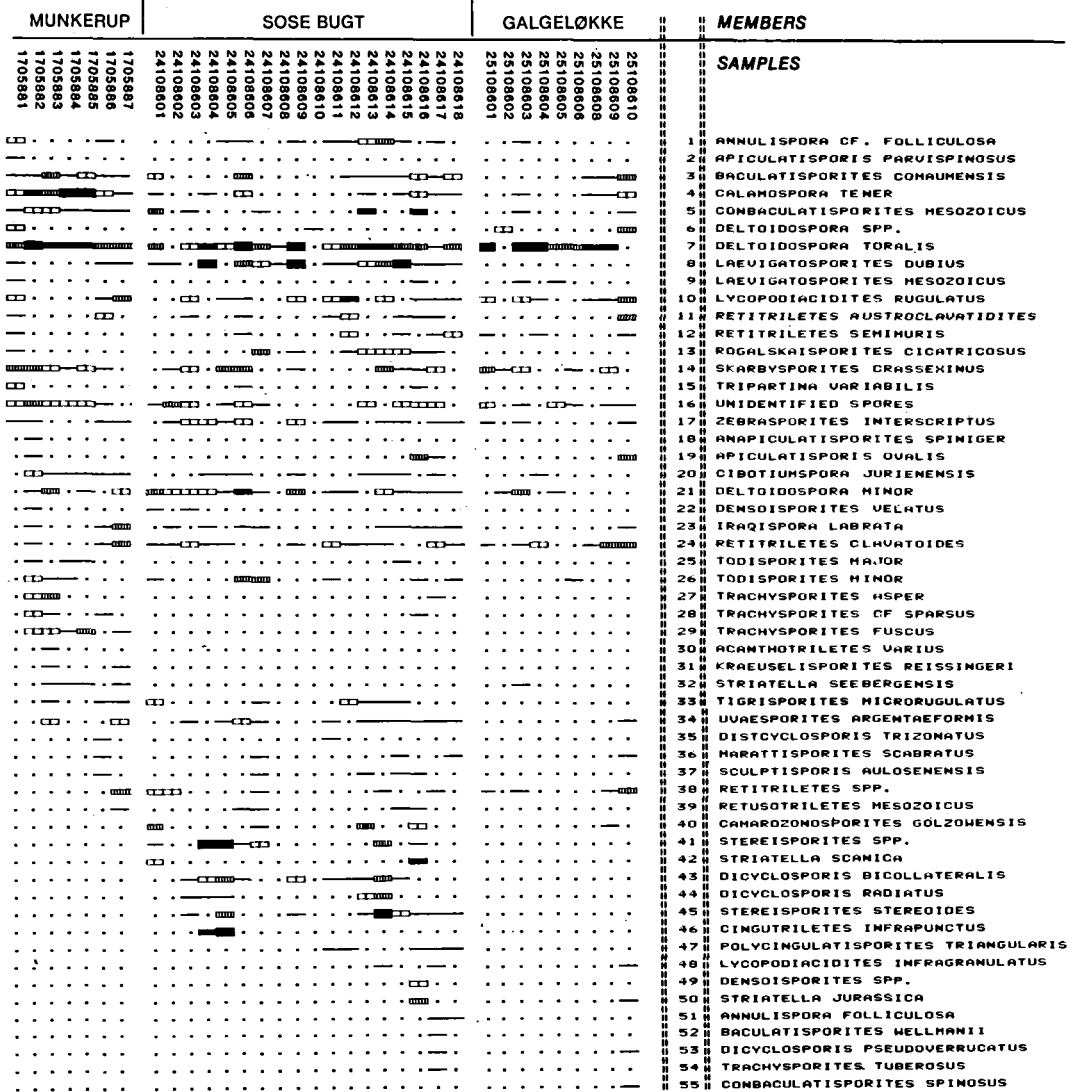 MUNKERUP SOSE BUGT GALGELØKKE MEMBERS
SAMPLES
1705881
1705882
1705883
1705884
1705885
1705886
1705887
24108601
24108602
24108603
24108604
24108605
24108606
24108607
24108608
24108609
24108610
24108611
24108612
24108613
24108614
24108615
24108616
24108617
24108618
25108601
25108602
25108603
25108604
25108605
25108606
25108608
25108609
25108610
1 ANNULISPORA CF. FOLLICULOSA
2 APICULATISPORIS PARVISPINOSUS
3 BACULATISPORITES COMAUMENSIS
4 CALAMOSPORA TENER
5 CONBACULATISPORITES MESOZOICUS
6 DELTOIDOSPORA SPP.
7 DELTOIDOSPORA TORALIS
8 LAEVIGATOSPORITES DUBIUS
9 LAEVIGATOSPORITES MESOZOICUS
10 LYCOPODIACIDITES RUGULATUS
11 RETITRILETES AUSTROCLAVATIDITES
12 RETITRILETES SEMIMURIS
13 ROGALSKAISPORITES CICATRICOSUS
14 SKARBYSPORITES CRASSEXINUS
15 TRIPARTINA VARIABILIS
16 UNIDENTIFIED SPORES
17 ZEBRASPORITES INTERSCRIPTUS
18 ANAPICULATISPORITES SPINIGER
19 APICULATISPORIS OVALIS
20 CIBOTIUMSPORA JURIENENSIS
21 DELTOIDOSPORA MINOR
22 DENSOISPORITES VELATUS
23 IRAQISPORA LABRATA
24 RETITRILETES CLAVATOIDES
25 TODISPORITES MAJOR
26 TODISPORITES MINOR
27 TRACHYSPORITES ASPER
28 TRACHYSPORITES CF SPARSUS
29 TRACHYSPORITES FUSCUS
30 ACANTHOTRILETES VARIUS
31 KRAEUSELISPORITES REISSINGERI
32 STRIATELLA SEEBERGENSIS
33 TIGRISPORITES MICRORUGULATUS
34 UVAESPORITES ARGENTAEFORMIS
35 DISTCYCLOSPORIS TRIZONATUS
36 MARATTISPORITES SCABRATUS
37 SCULPTISPORIS AULOSENENSIS
38 RETITRILETES SPP.
39 RETUSOTRILETES MESOZOICUS
40 CAMAROZONOSPORITES GOLZOWENSIS
41 STEREISPORITES SPP.
42 STRIATELLA SCANICA
43 DICYCLOSPORIS BICOLLATERALIS
44 DICYCLOSPORIS RADIATUS
45 STEREISPORITES STEREOIDES
46 CINGUTRILETES INFRAPUNCTUS
47 POLYCINGULATISPORITES TRIANGULARIS
48 LYCOPODIACIDITES INFRAGRANULATUS
49 DENSOISPORITES SPP.
50 STRIATELLA JURASSICA
51 ANNULISPORA FOLLICULOSA
52 BACULATISPORITES WELLMANII
53 DICYCLOSPORIS PSEUDOVERRUCATUS
54 TRACHYSPORITES TUBEROSUS
55 CONBACULATISPORITES SPINOSUS